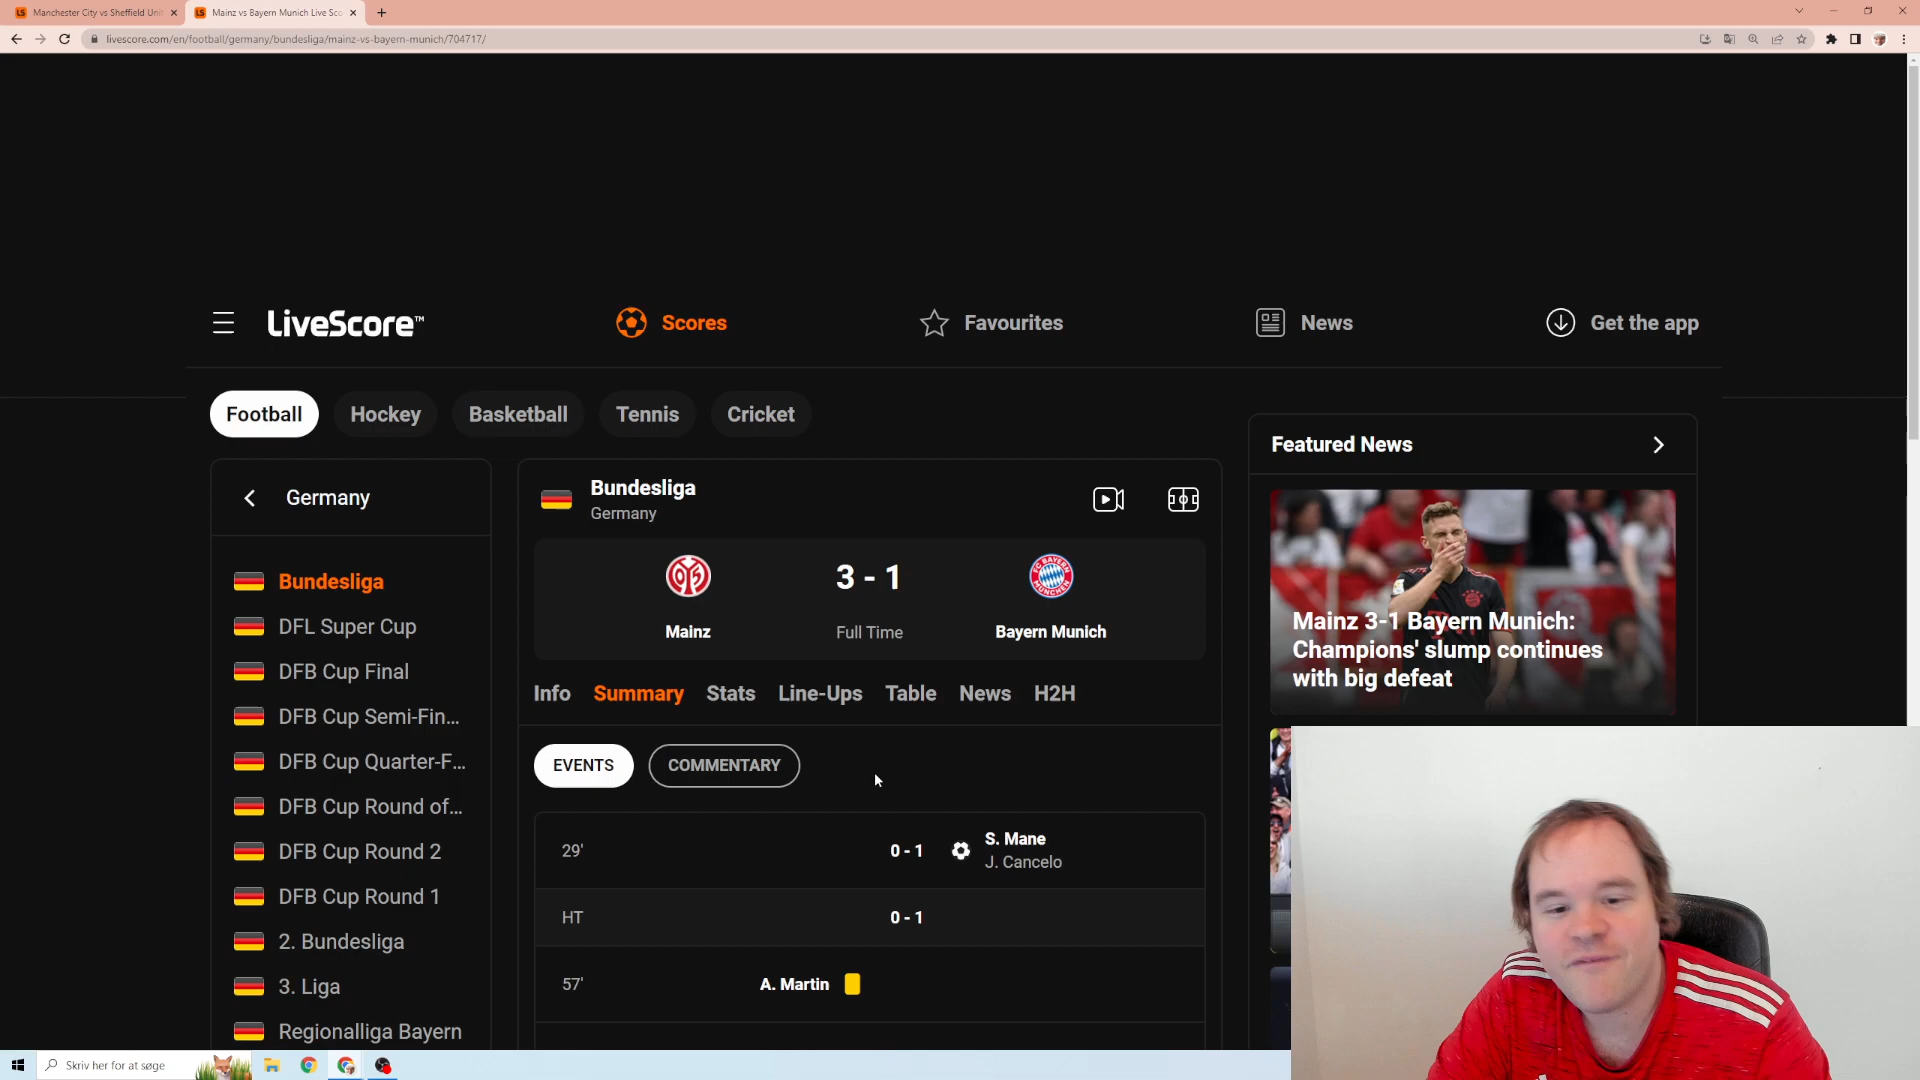 Manchester City vs Sheffield Uni
Mainz vs Bayern Munich Live Sco
livescore.com/en/football/germany/bundesliga/mainz-vs-bayern-munich/704717/
LiveScore™
Scores
Favourites
News
Get the app
Football
Hockey
Basketball
Tennis
Cricket
Germany
Bundesliga
DFL Super Cup
DFB Cup Final
DFB Cup Semi-Fin...
DFB Cup Quarter-F...
DFB Cup Round of...
DFB Cup Round 2
DFB Cup Round 1
2. Bundesliga
3. Liga
Regionalliga Bayern
Bundesliga
Germany
Mainz
3 - 1
Full Time
Bayern Munich
Info
Summary
Stats
Line-Ups
Table
News
H2H
EVENTS
COMMENTARY
29'
0 - 1
S. Mane
J. Cancelo
HT
0 - 1
57'
A. Martin
Featured News
Mainz 3-1 Bayern Munich:
Champions' slump continues
with big defeat
Skriv her for at søge